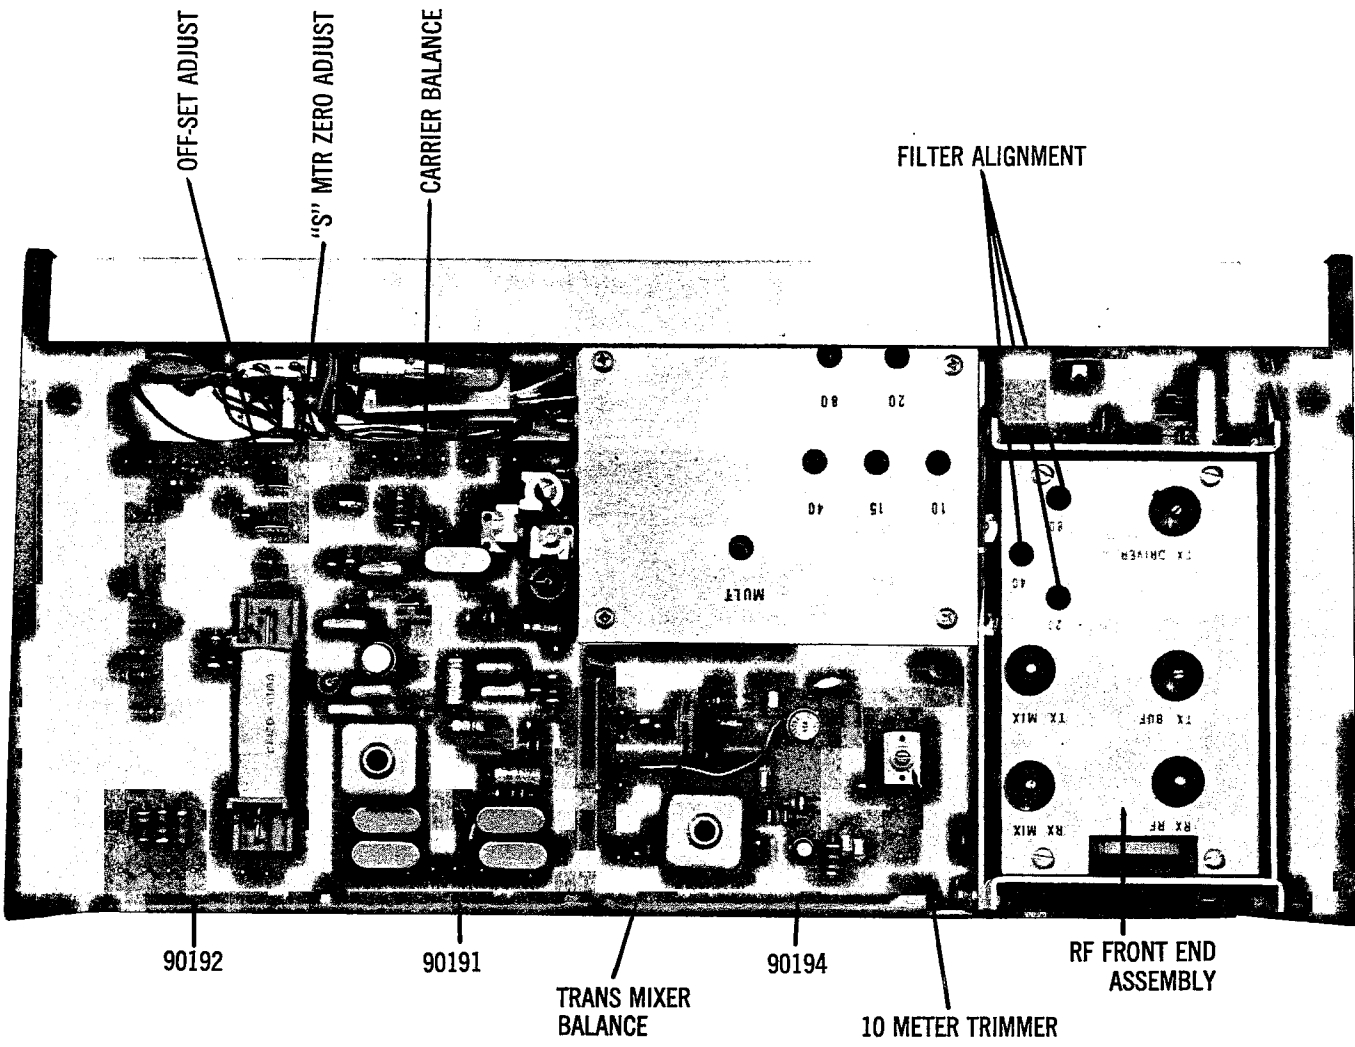 OFF-SET ADJUST
"S" MTR ZERO ADJUST
CARRIER BALANCE
FILTER ALIGNMENT
80
20
40
15
10
MULT
80
TX DRIVER
40
TX MIX
TX BUF
RX MIX
RX RF
90192
90191
90194
RF FRONT END
ASSEMBLY
TRANS MIXER
BALANCE
10 METER TRIMMER